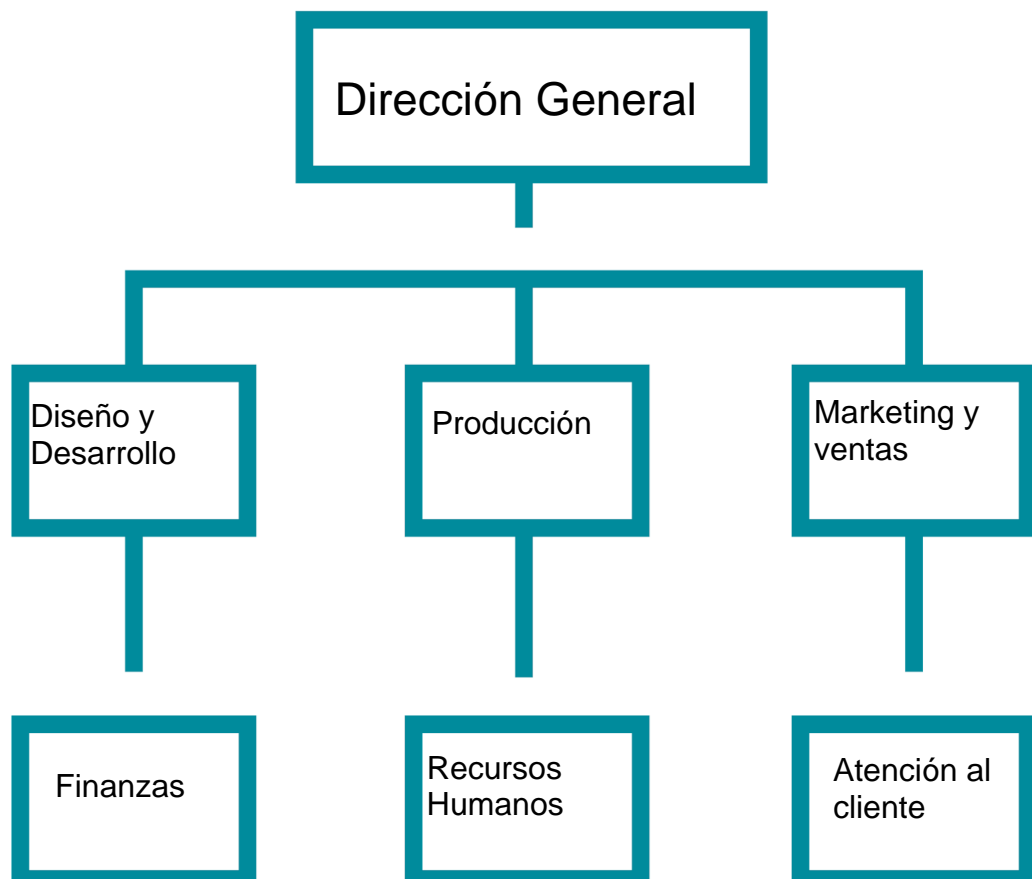 Dirección General
Diseño y
Desarrollo
Producción
Marketing y
ventas
Finanzas
Recursos
Humanos
Atención al
cliente